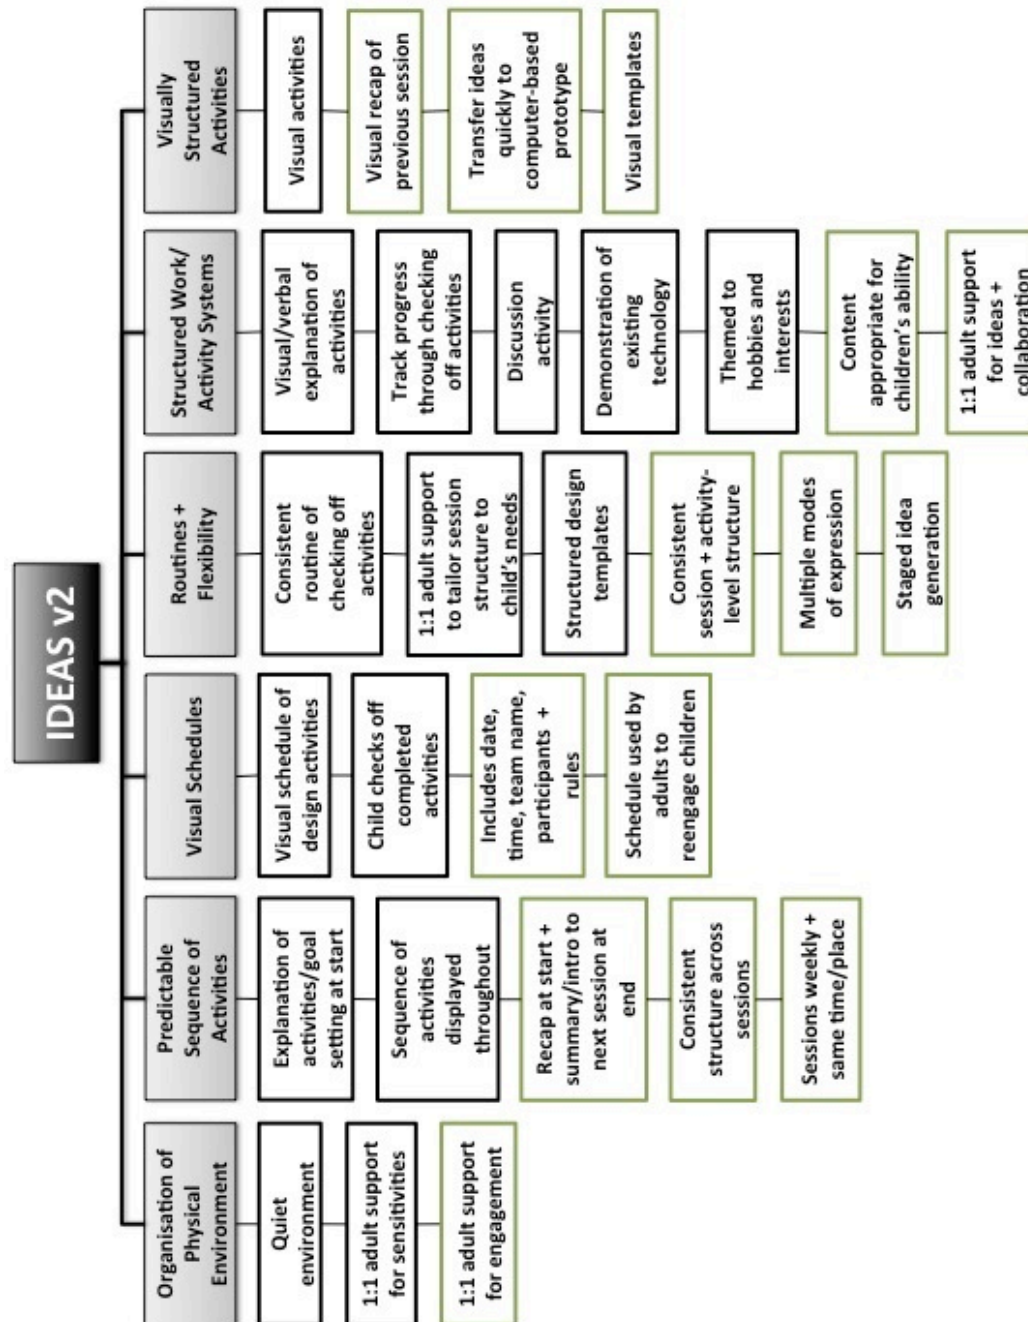 IDEAS v2
Organisation of
Physical
Environment
Quiet
environment
1:1 adult support
for sensitivities
1:1 adult support
for engagement
Predictable
Sequence of
Activities
Explanation of
activities/goal
setting at start
Sequence of
activities
displayed
throughout
Recap at start +
summary/intro to
next session at
end
Consistent
structure across
sessions
Sessions weekly +
same time/place
Visual Schedules
Visual schedule of
design activities
Child checks off
completed
activities
Includes date,
time, team name,
participants +
rules
Schedule used by
adults to
reengage children
Routines +
Flexibility
Consistent
routine of
checking off
activities
1:1 adult support
to tailor session
structure to
child's needs
Structured design
templates
Consistent
session + activity-
level structure
Multiple modes
of expression
Staged idea
generation
Structured Work/
Activity Systems
Visual/verbal
explanation of
activities
Track progress
through checking
off activities
Discussion
activity
Demonstration of
existing
technology
Themed to
hobbies and
interests
Content
appropriate for
children's ability
1:1 adult support
for ideas +
collaboration
Visually
Structured
Activities
Visual activities
Visual recap of
previous session
Transfer ideas
quickly to
computer-based
prototype
Visual templates